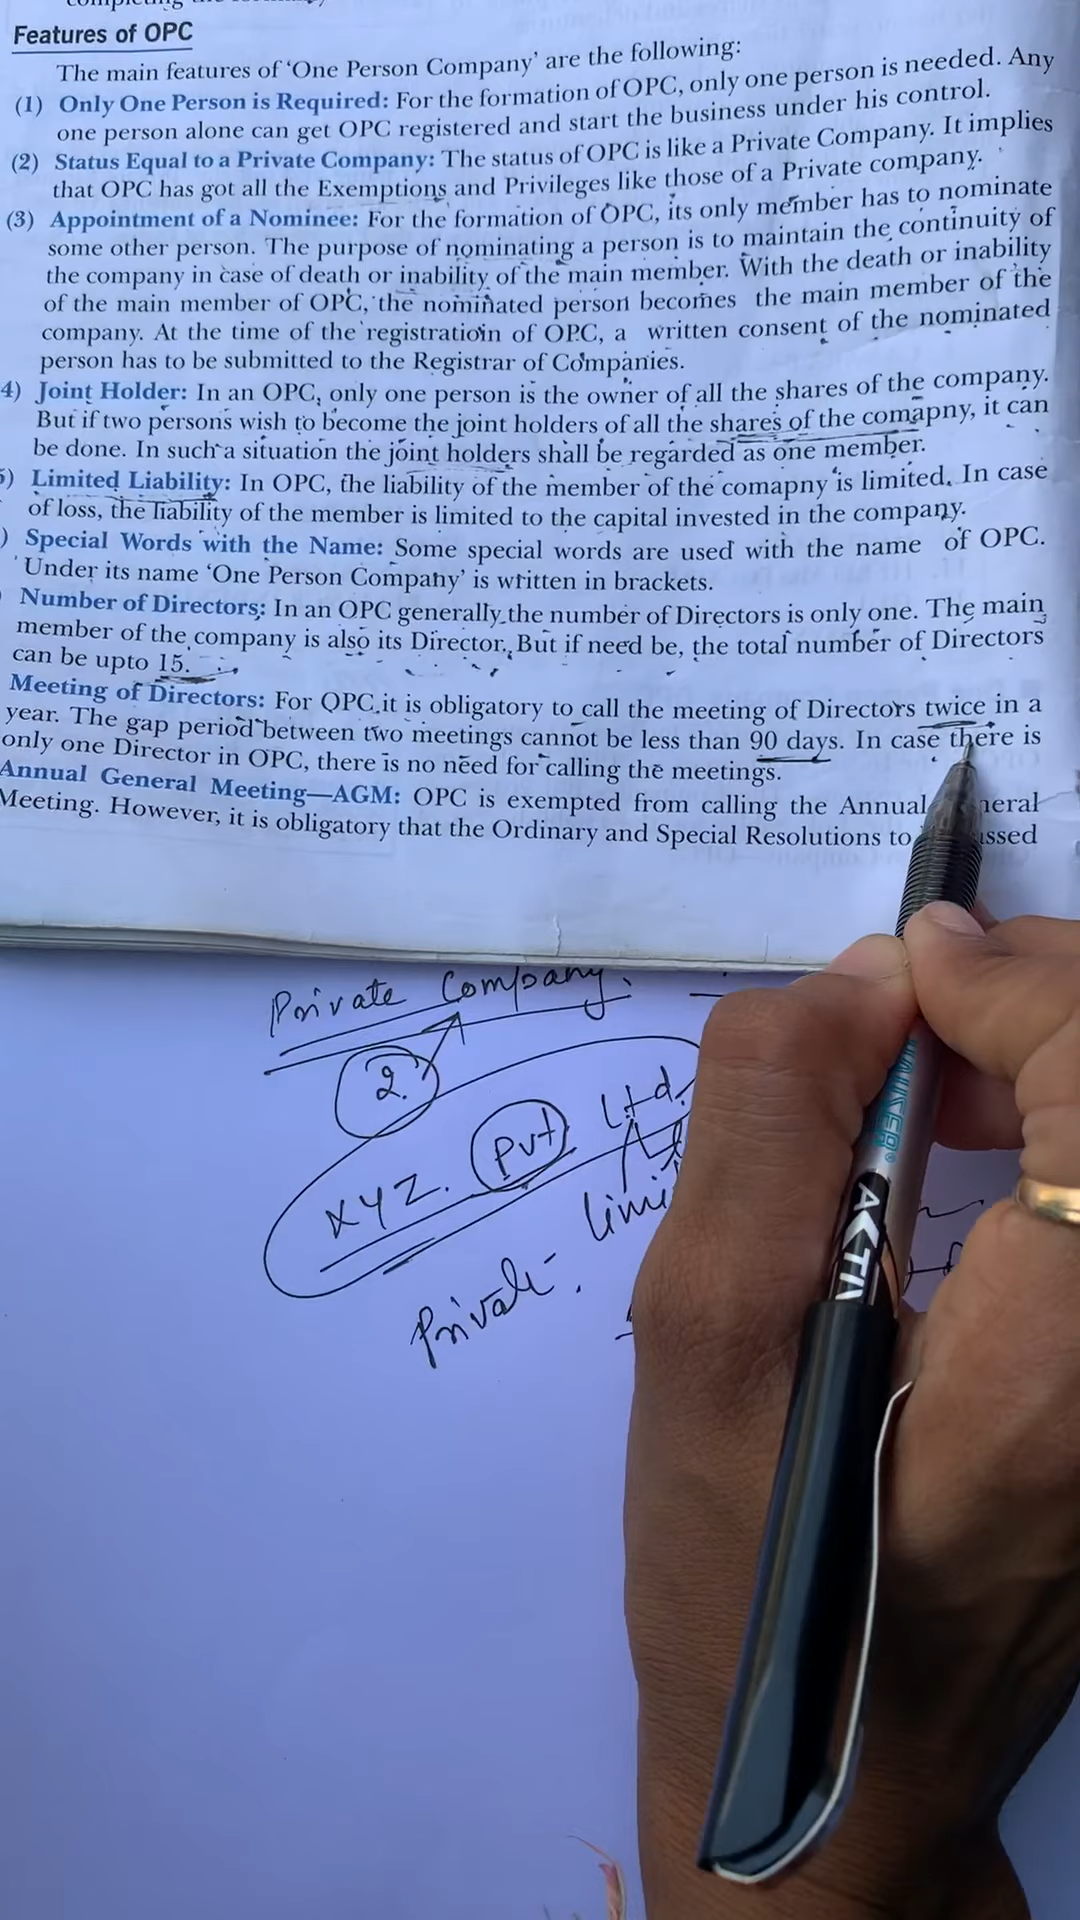 Features of OPC
The main features of ‘One Person Company’ are the following:
(1) Only One Person is Required: For the formation of OPC, only one person is needed. Any
one person alone can get OPC registered and start the business under his control.
(2) Status Equal to a Private Company: The status of OPC is like a Private Company. It implies
that OPC has got all the Exemptions and Privileges like those of a Private company.
(3) Appointment of a Nominee: For the formation of OPC, its only member has to nominate
some other person. The purpose of nominating a person is to maintain the continuity of
the company in case of death or inability of the main member. With the death or inability
of the main member of OPC, the nominated person becomes the main member of the
company. At the time of the registratioin of OPC, a written consent of the nominated
person has to be submitted to the Registrar of Companies.
4) Joint Holder: In an OPC, only one person is the owner of all the shares of the company.
But if two persons wish to become the joint holders of all the shares of the comapny, it can
be done. In such a situation the joint holders shall be regarded as one member.
) Limited Liability: In OPC, the liability of the member of the comapny is limited. In case
of loss, the liability of the member is limited to the capital invested in the company.
) Special Words with the Name: Some special words are used with the name of OPC.
Under its name ‘One Person Company’ is written in brackets.
Number of Directors: In an OPC generally the number of Directors is only one. The main
member of the company is also its Director. But if need be, the total number of Directors
can be upto 15.
Meeting of Directors: For OPC it is obligatory to call the meeting of Directors twice in a
year. The gap period between two meetings cannot be less than 90 days. In case there is
only one Director in OPC, there is no need for calling the meetings.
Annual General Meeting—AGM: OPC is exempted from calling the Annual neral
Meeting. However, it is obligatory that the Ordinary and Special Resolutions to ssed
Private Company.
2.
XYZ. Pvt Ltd.
Private. limi
UNISER
AKTIV